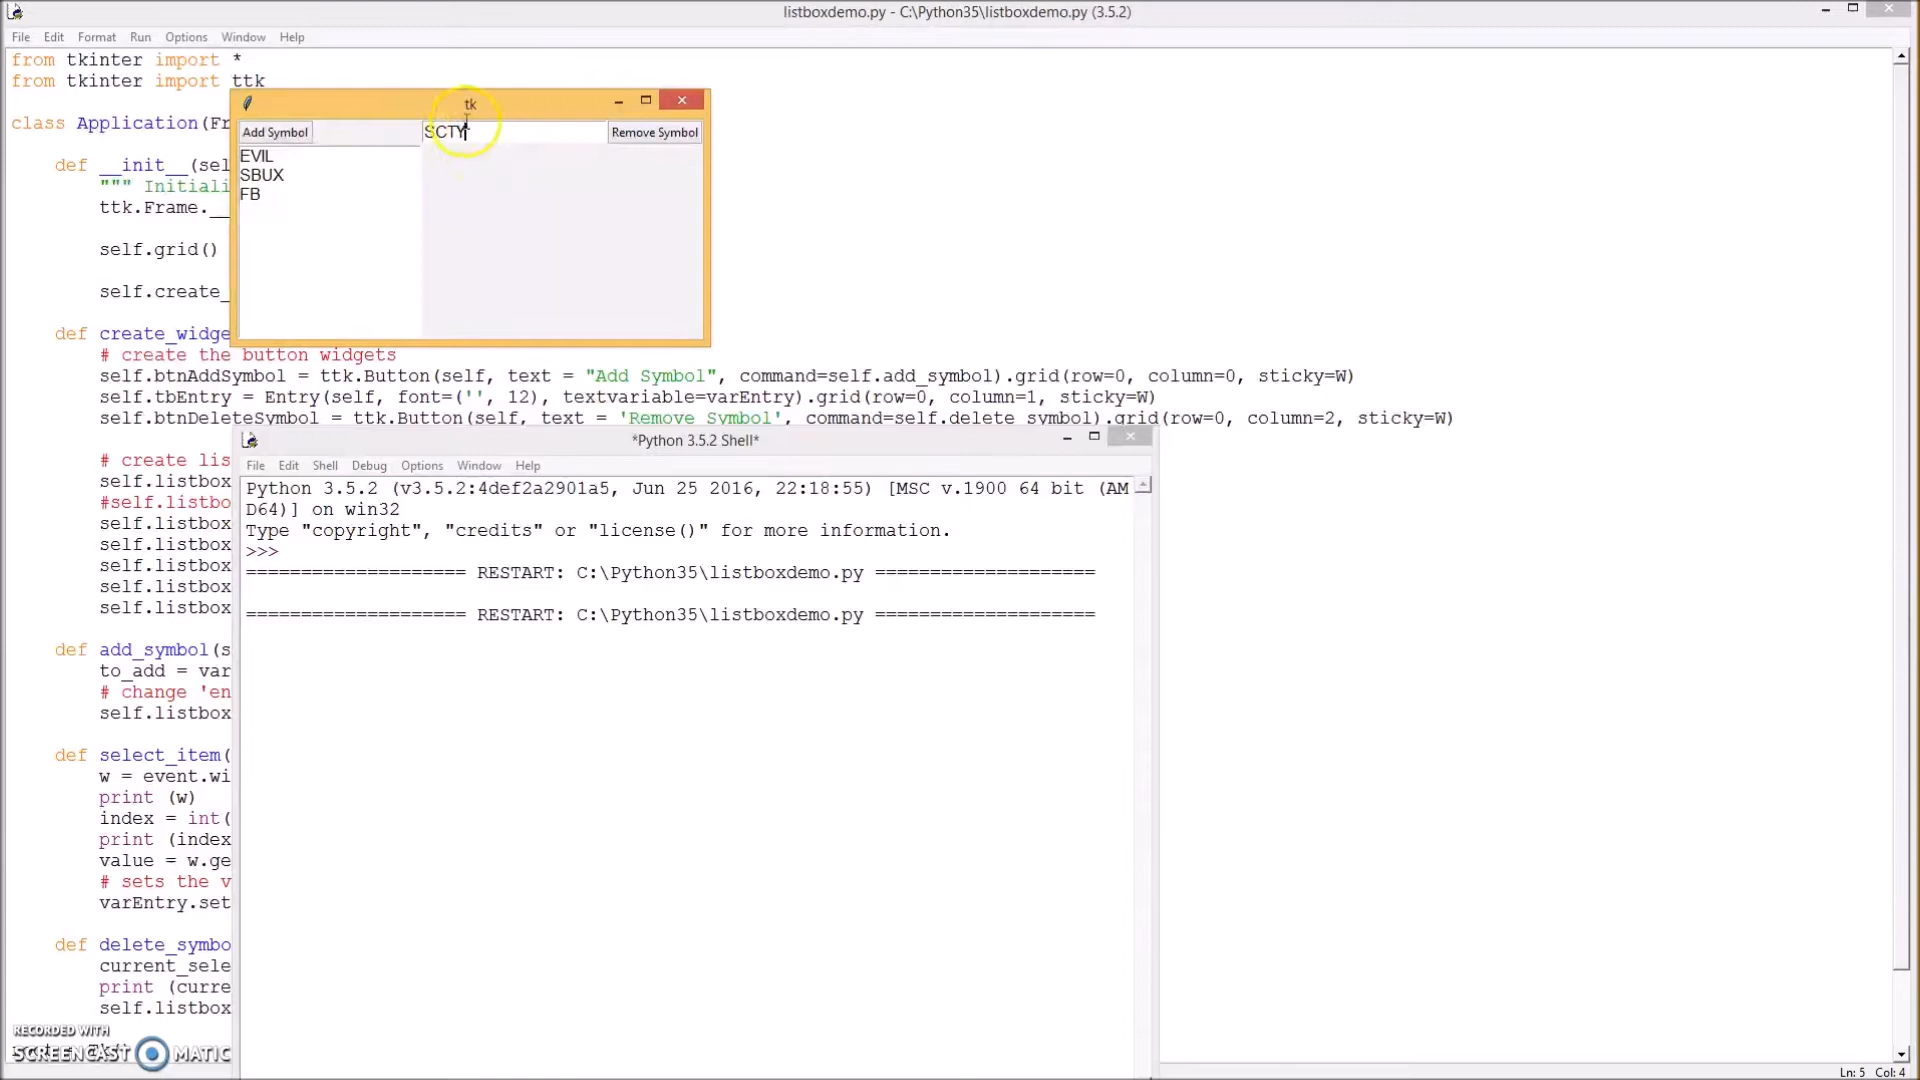 listboxdemo.py - C:\Python35\listboxdemo.py (3.5.2)
File Edit Format Run Options Window Help
from tkinter import *
from tkinter import ttk
class Application(Fr
def __init__(sel
""" Initiali
ttk.Frame.__
self.grid()
self.create_
def create_widge
tk
Add Symbol SCTY Remove Symbol
EVIL
SBUX
FB
# create the button widgets
self.btnAddSymbol = ttk.Button(self, text = "Add Symbol", command=self.add_symbol).grid(row=0, column=0, sticky=W)
self.tbEntry = Entry(self, font=('', 12), textvariable=varEntry).grid(row=0, column=1, sticky=W)
self.btnDeleteSymbol = ttk.Button(self, text = 'Remove Symbol', command=self.delete_symbol).grid(row=0, column=2, sticky=W)
# create lis
self.listbox
#self.listbo
self.listbox
self.listbox
self.listbox
self.listbox
self.listbox
def add_symbol(s
to_add = var
# change 'en
self.listbox
def select_item(
w = event.wi
print (w)
index = int(
print (index
value = w.ge
# sets the v
varEntry.set
def delete_symbo
current_sele
print (curre
self.listbox
*Python 3.5.2 Shell*
File Edit Shell Debug Options Window Help
Python 3.5.2 (v3.5.2:4def2a2901a5, Jun 25 2016, 22:18:55) [MSC v.1900 64 bit (AM
D64)] on win32
Type "copyright", "credits" or "license()" for more information.
>>>
==================== RESTART: C:\Python35\listboxdemo.py ====================
==================== RESTART: C:\Python35\listboxdemo.py ====================
RECORDED WITH
SCREENCAST MATIC
Ln: 5 Col: 4